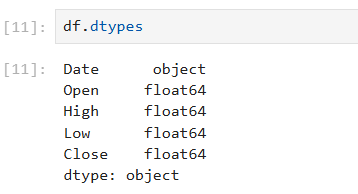 [11]: df.dtypes
[11]: Date object
Open float64
High float64
Low float64
Close float64
dtype: object